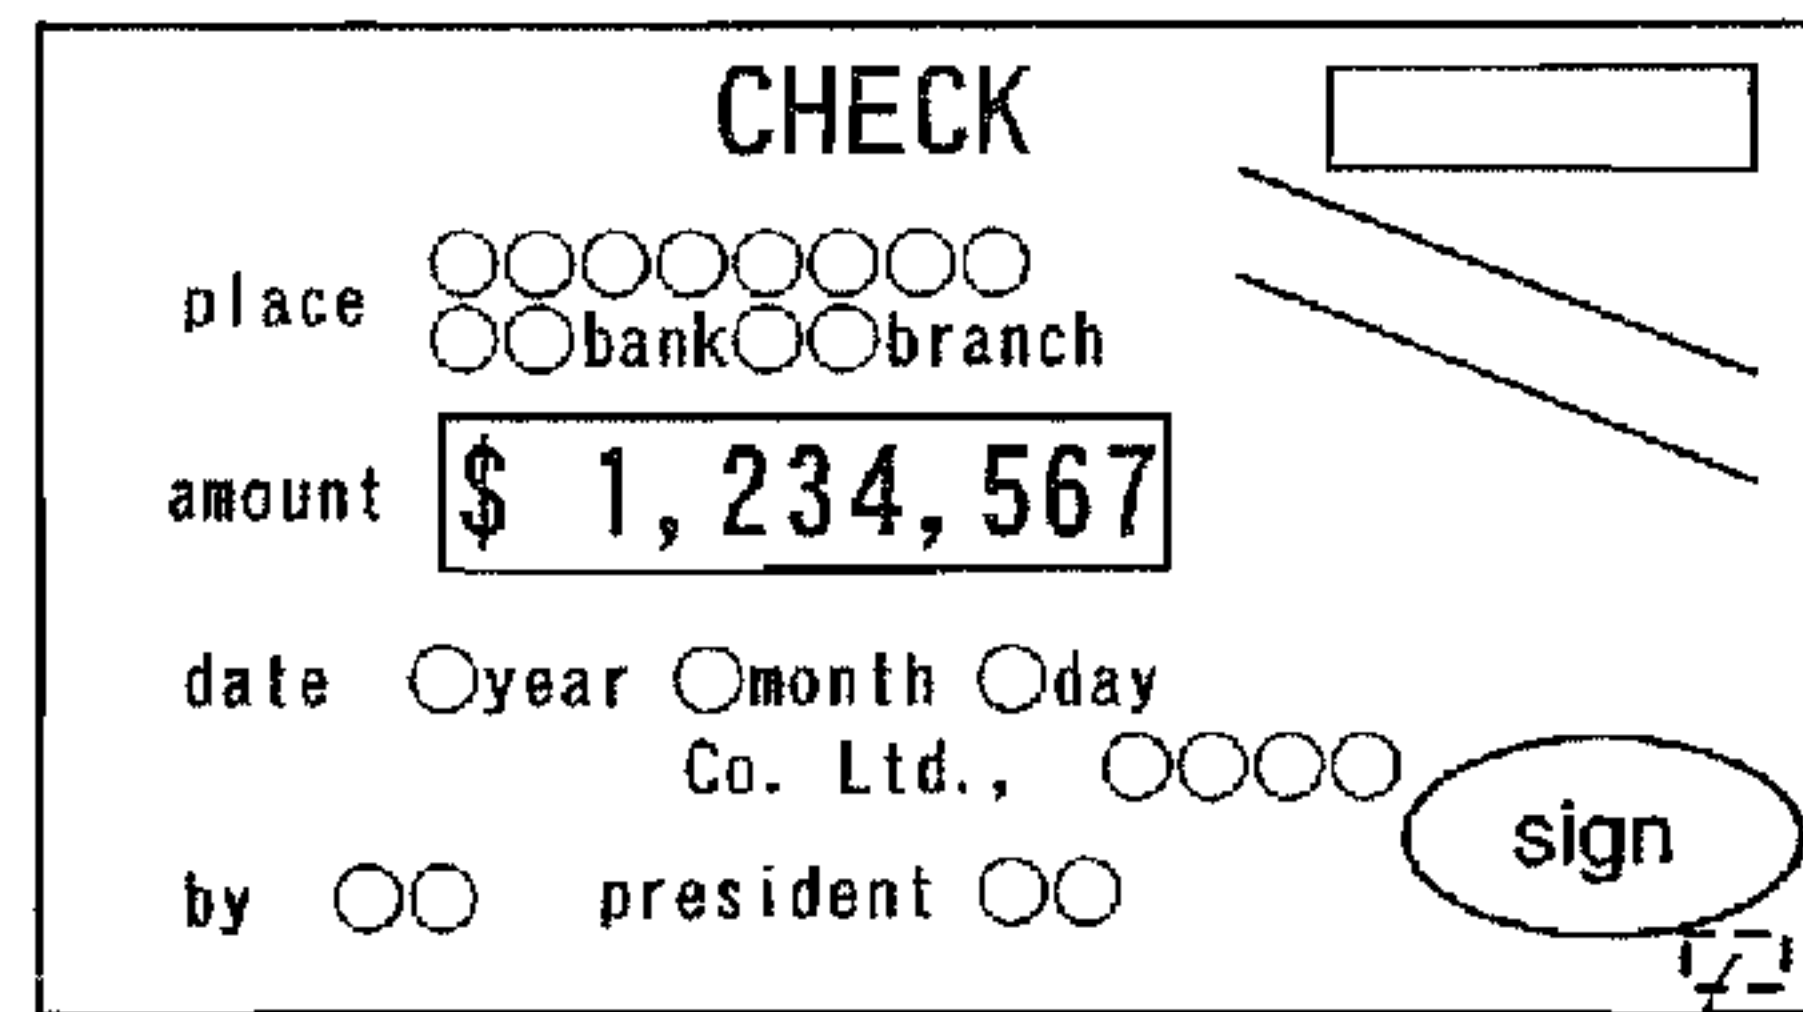 CHECK
place ○○○○○○○○
○○bank○○branch
amount $ 1,234,567
date ○year ○month ○day
Co. Ltd., ○○○○
by ○○ president ○○
sign